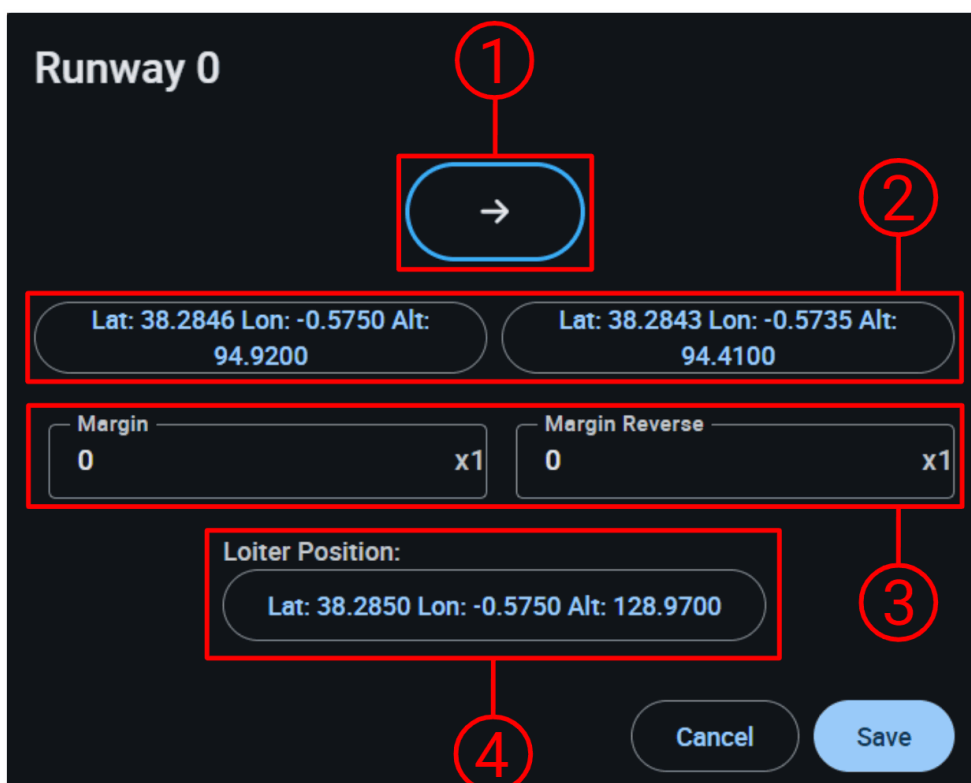 Runway 0
1
→
2
Lat: 38.2846 Lon: -0.5750 Alt:
94.9200
Lat: 38.2843 Lon: -0.5735 Alt:
94.4100
Margin
0 x1
Margin Reverse
0 x1
3
Loiter Position:
Lat: 38.2850 Lon: -0.5750 Alt: 128.9700
4
Cancel
Save